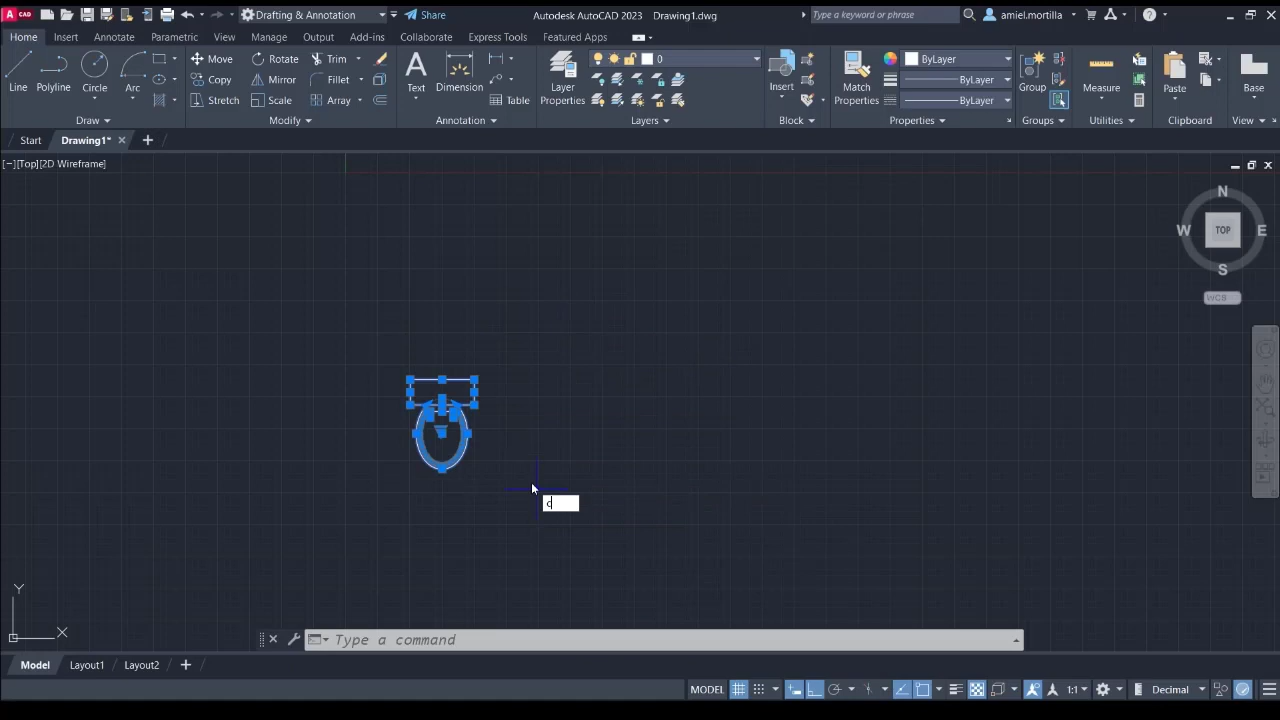 CAD Drafting & Annotation Share Autodesk AutoCAD 2023 Drawing1.dwg Type a keyword or phrase amiel.mortilla
Home Insert Annotate Parametric View Manage Output Add-ins Collaborate Express Tools Featured Apps
Move Rotate Trim 0 ByLayer
Copy Mirror Fillet ByLayer
Stretch Scale Array Table ByLayer
Line Polyline Circle Arc Text Dimension Layer Properties Insert Match Properties Group Measure Paste Base
Draw Modify Annotation Layers Block Properties Groups Utilities Clipboard View
Start Drawing1*
[−][Top][2D Wireframe]
N
W TOP E
S
WCS
c
Y
X
Type a command
Model Layout1 Layout2
MODEL 1:1 Decimal